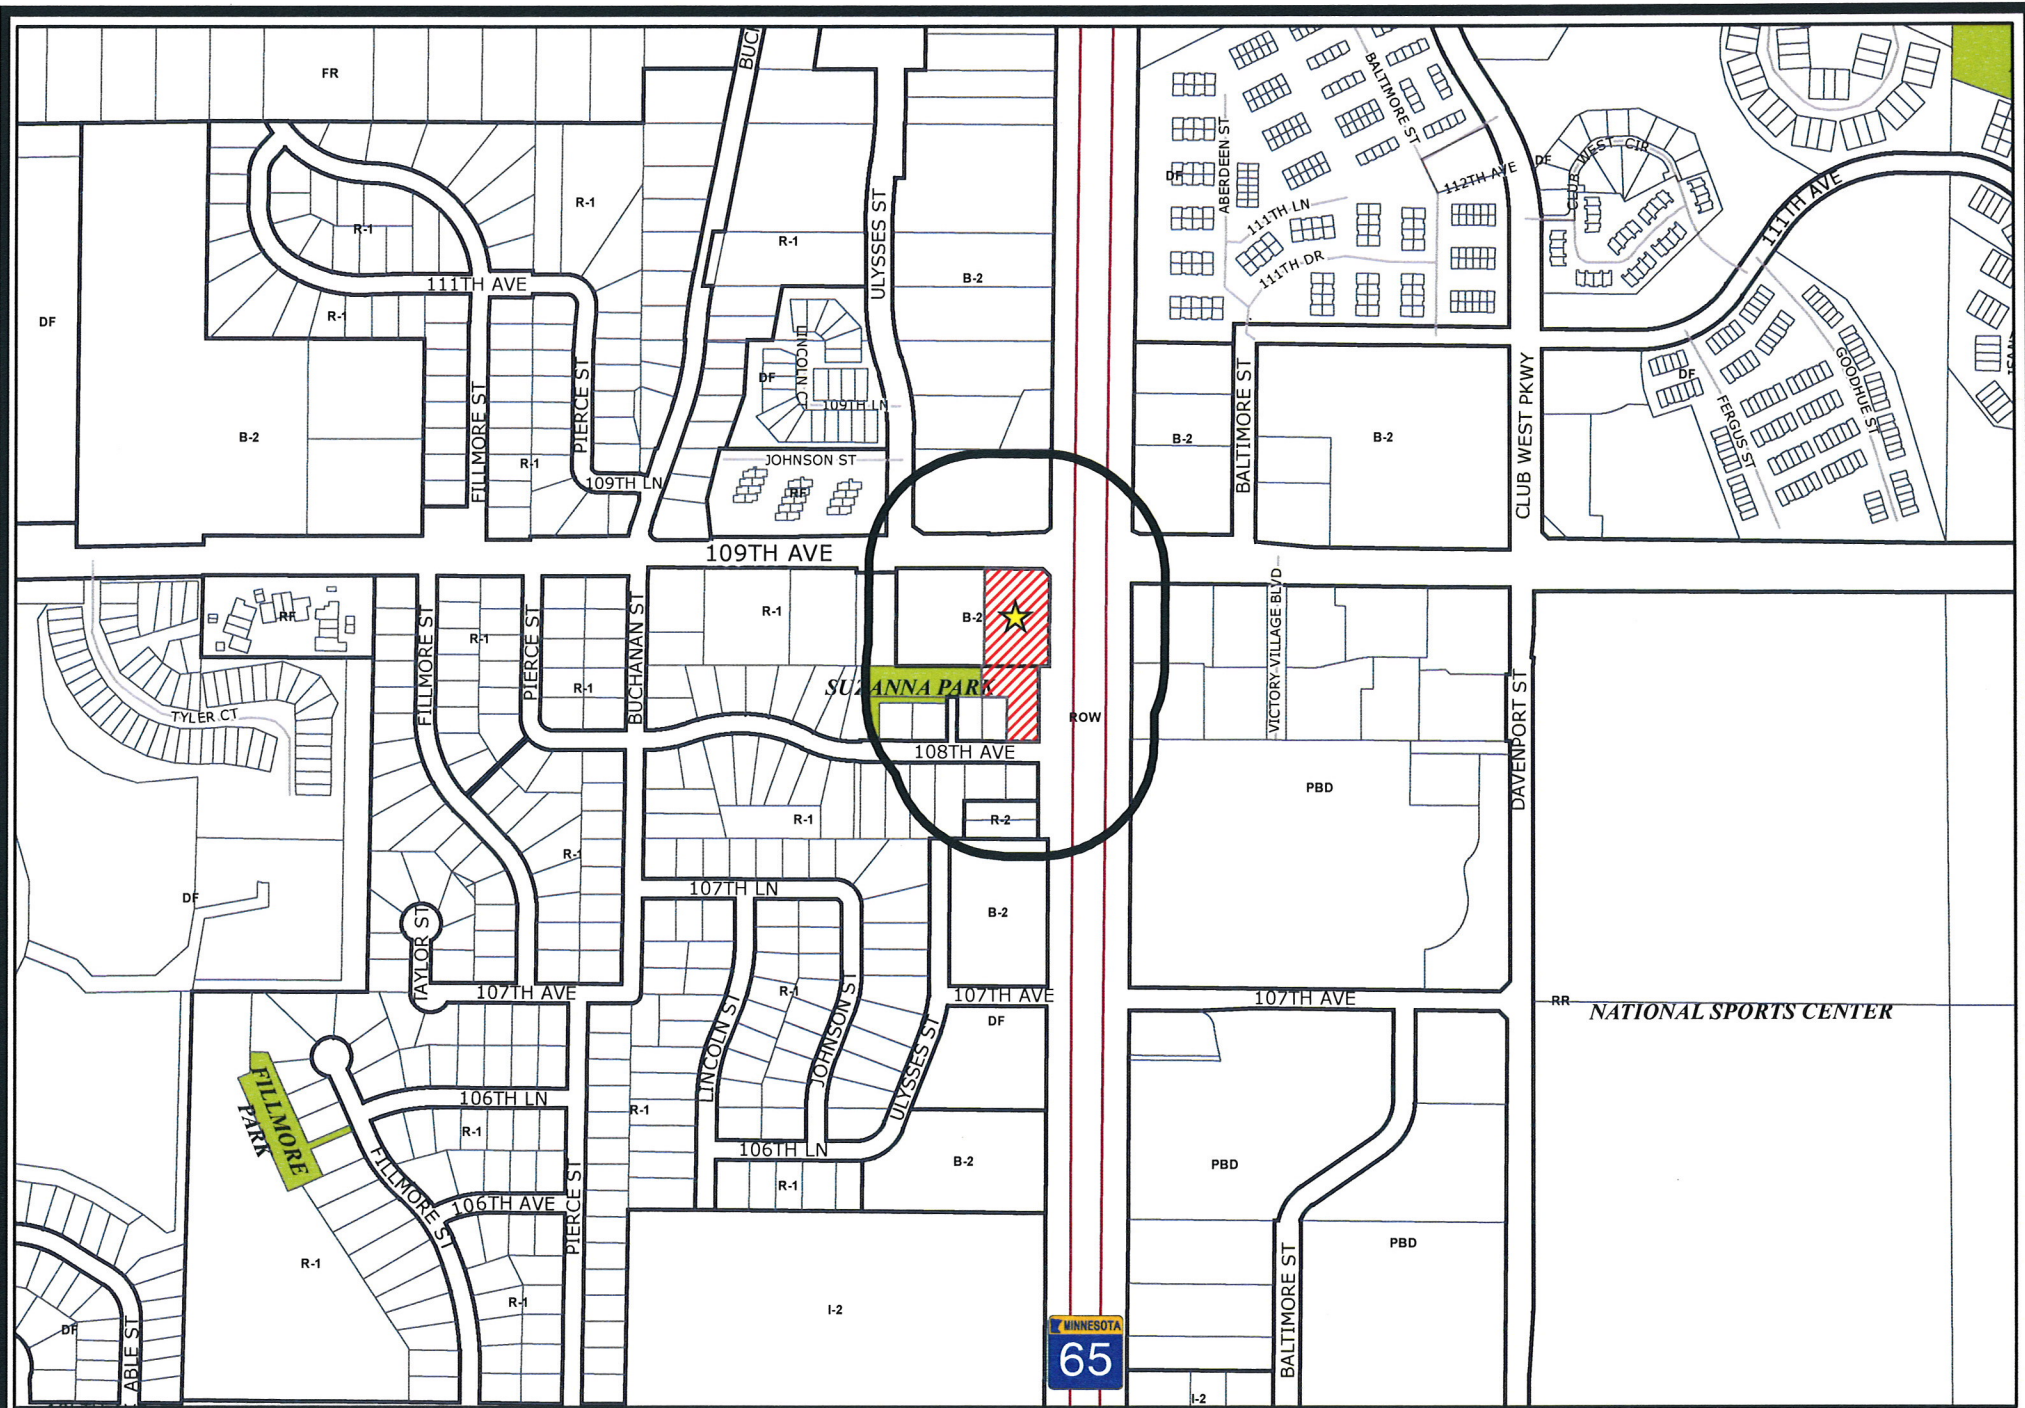 FR
BUC
BALTIMORE ST
ABERDEEN ST
DF
112TH AVE
DF
CLUB WEST CIR
111TH AVE
R-1
R-1
R-1
ULYSSES ST
B-2
111TH LN
111TH DR
111TH AVE
R-1
DF
LINCOLN C
DF
109TH LN
FILLMORE ST
PIERCE ST
B-2
R-1
JOHNSON ST
109TH LN
RF
B-2
BALTIMORE ST
B-2
CLUB WEST PKWY
DF
FERGUS ST
GOODHUE ST
109TH AVE
RF
FILLMORE ST
R-1
PIERCE ST
R-1
BUCHANAN ST
R-1
B-2
SUZANNA PARK
ROW
VICTORY VILLAGE BLVD
DAVENPORT ST
TYLER CT
108TH AVE
PBD
R-1
R-2
R-1
DF
107TH LN
B-2
TAYLOR ST
107TH AVE
R-1
107TH AVE
DF
107TH AVE
RR
NATIONAL SPORTS CENTER
LINCOLN ST
JOHNSON ST
ULYSSES ST
FILLMORE
PARK
106TH LN
R-1
R-1
106TH LN
R-1
B-2
PBD
FILLMORE ST
106TH AVE
PIERCE ST
R-1
R-1
PBD
BALTIMORE ST
I-2
DF
ABLE ST
MINNESOTA
65
I-2